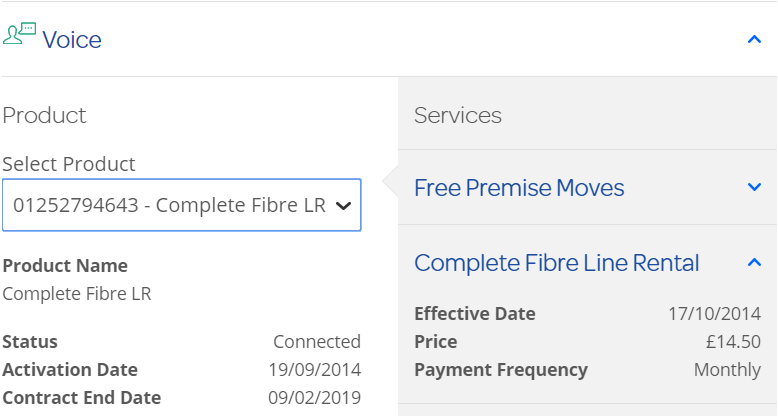 Voice
Product
Select Product
01252794643 - Complete Fibre LR
Product Name
Complete Fibre LR
Status Connected
Activation Date 19/09/2014
Contract End Date 09/02/2019
Services
Free Premise Moves
Complete Fibre Line Rental
Effective Date 17/10/2014
Price £14.50
Payment Frequency Monthly